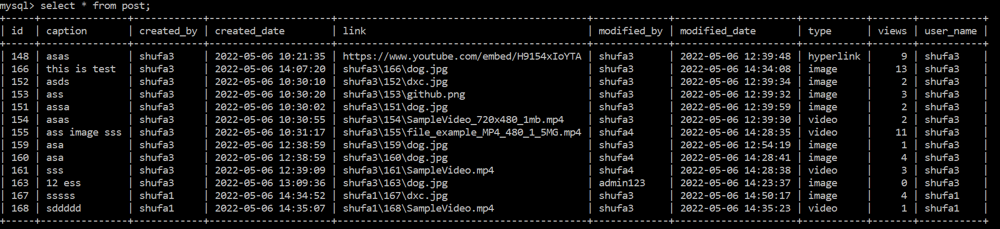 mysql> select * from post;
+-----+---------------+------------+---------------------+-------------------------------------------+-------------+---------------------+-----------+-------+-----------+
| id  | caption       | created_by | created_date        | link                                      | modified_by | modified_date       | type      | views | user_name |
+-----+---------------+------------+---------------------+-------------------------------------------+-------------+---------------------+-----------+-------+-----------+
| 148 | asas          | shufa3     | 2022-05-06 10:21:35 | https://www.youtube.com/embed/H9154xIoYTA | shufa3      | 2022-05-06 12:39:48 | hyperlink |     9 | shufa3    |
| 166 | this is test  | shufa3     | 2022-05-06 14:07:20 | shufa3\166\dog.jpg                        | shufa3      | 2022-05-06 14:34:08 | image     |    13 | shufa3    |
| 152 | asds          | shufa3     | 2022-05-06 10:30:10 | shufa3\152\dxc.jpg                        | shufa3      | 2022-05-06 12:39:34 | image     |     2 | shufa3    |
| 153 | ass           | shufa3     | 2022-05-06 10:30:20 | shufa3\153\github.png                     | shufa3      | 2022-05-06 12:39:32 | image     |     3 | shufa3    |
| 151 | assa          | shufa3     | 2022-05-06 10:30:02 | shufa3\151\dog.jpg                        | shufa3      | 2022-05-06 12:39:59 | image     |     2 | shufa3    |
| 154 | asas          | shufa3     | 2022-05-06 10:30:55 | shufa3\154\SampleVideo_720x480_1mb.mp4    | shufa3      | 2022-05-06 12:39:30 | video     |     2 | shufa3    |
| 155 | ass image sss | shufa3     | 2022-05-06 10:31:17 | shufa3\155\file_example_MP4_480_1_5MG.mp4 | shufa4      | 2022-05-06 14:28:35 | video     |    11 | shufa3    |
| 159 | asa           | shufa3     | 2022-05-06 12:38:59 | shufa3\159\dog.jpg                        | shufa3      | 2022-05-06 12:54:19 | image     |     1 | shufa3    |
| 160 | asa           | shufa3     | 2022-05-06 12:38:59 | shufa3\160\dog.jpg                        | shufa4      | 2022-05-06 14:28:41 | image     |     4 | shufa3    |
| 161 | sss           | shufa3     | 2022-05-06 12:39:09 | shufa3\161\SampleVideo.mp4                | shufa4      | 2022-05-06 14:28:38 | video     |     3 | shufa3    |
| 163 | 12 ess        | shufa3     | 2022-05-06 13:09:36 | shufa3\163\dog.jpg                        | admin123    | 2022-05-06 14:23:37 | image     |     0 | shufa3    |
| 167 | sssss         | shufa1     | 2022-05-06 14:34:52 | shufa1\167\dxc.jpg                        | shufa3      | 2022-05-06 14:50:17 | image     |     4 | shufa1    |
| 168 | sddddd        | shufa1     | 2022-05-06 14:35:07 | shufa1\168\SampleVideo.mp4                | shufa3      | 2022-05-06 14:35:23 | video     |     1 | shufa1    |
+-----+---------------+------------+---------------------+-------------------------------------------+-------------+---------------------+-----------+-------+-----------+